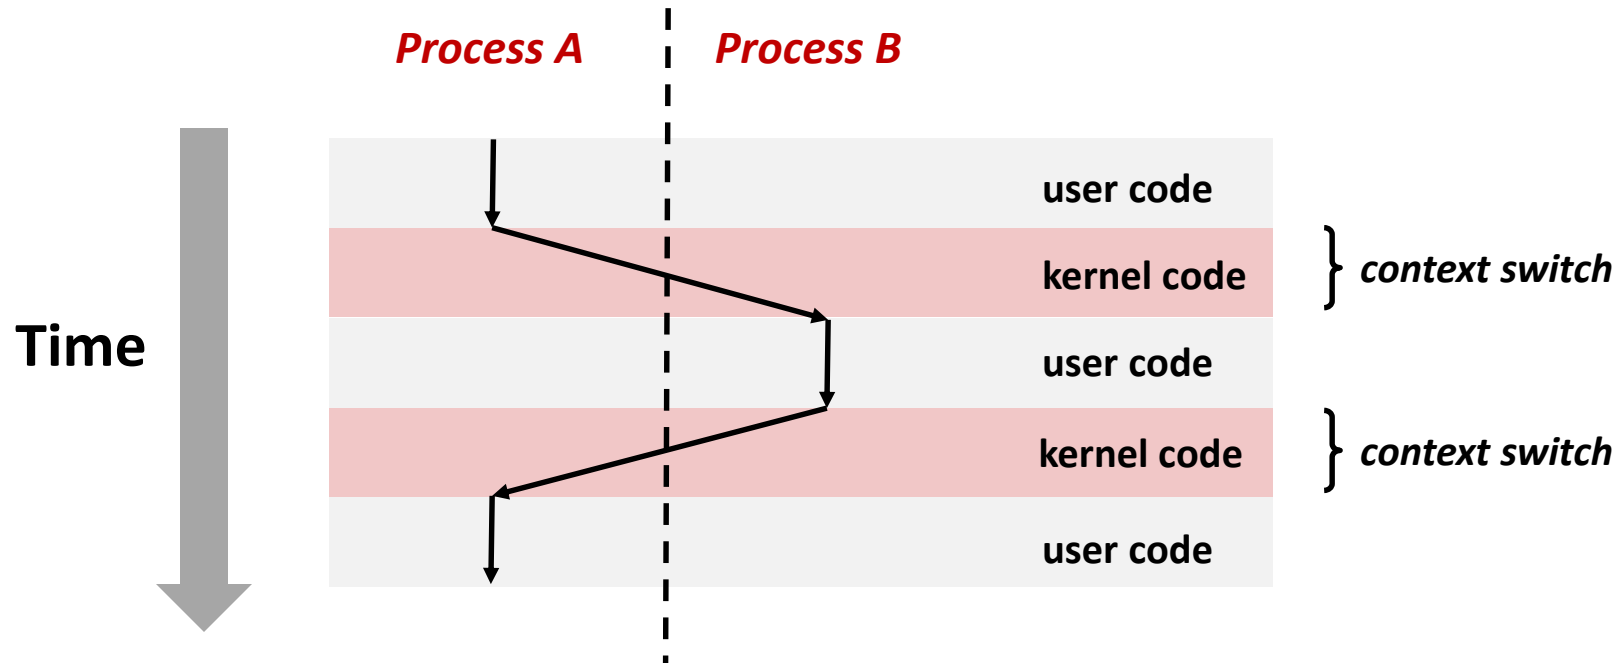 Process A
Process B
user code
kernel code
context switch
Time
user code
kernel code
context switch
user code